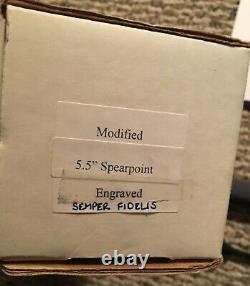 Modified
5.5" Spearpoint
Engraved
SEMPER FIDELIS